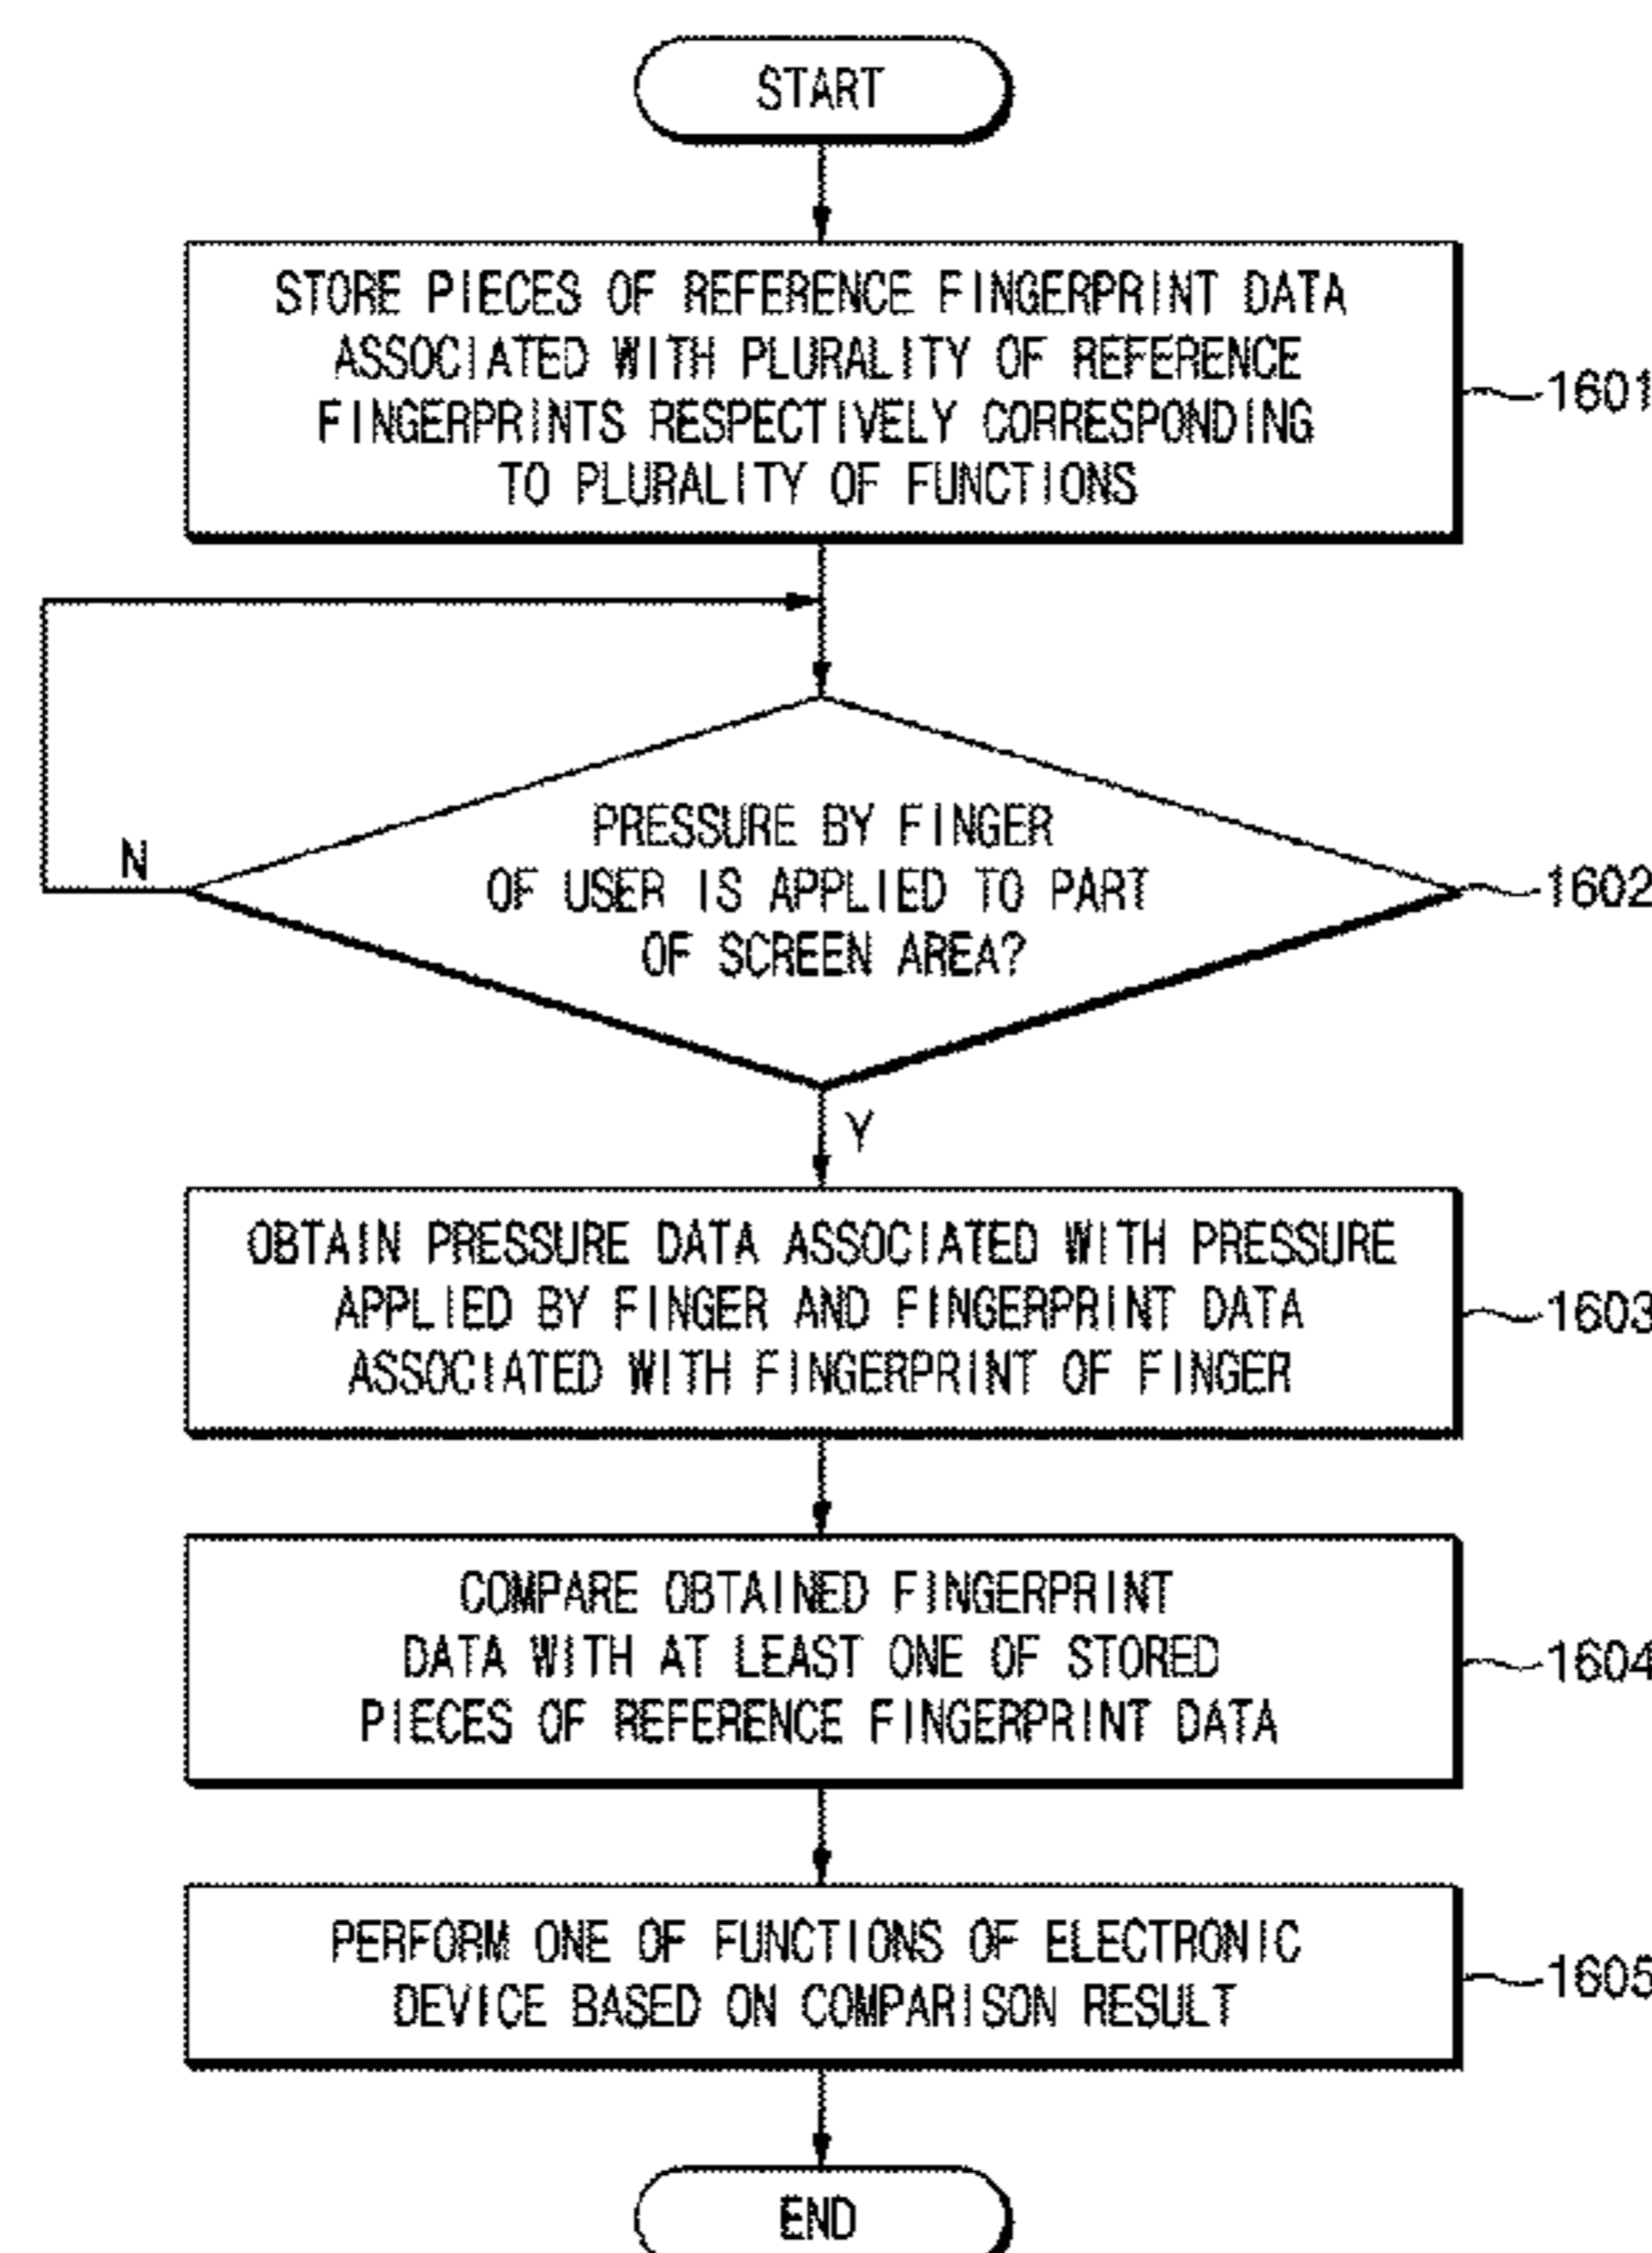 START
STORE PIECES OF REFERENCE FINGERPRINT DATA
ASSOCIATED WITH PLURALITY OF REFERENCE
FINGERPRINTS RESPECTIVELY CORRESPONDING
TO PLURALITY OF FUNCTIONS
1601
PRESSURE BY FINGER
OF USER IS APPLIED TO PART
OF SCREEN AREA?
N
1602
Y
OBTAIN PRESSURE DATA ASSOCIATED WITH PRESSURE
APPLIED BY FINGER AND FINGERPRINT DATA
ASSOCIATED WITH FINGERPRINT OF FINGER
1603
COMPARE OBTAINED FINGERPRINT
DATA WITH AT LEAST ONE OF STORED
PIECES OF REFERENCE FINGERPRINT DATA
1604
PERFORM ONE OF FUNCTIONS OF ELECTRONIC
DEVICE BASED ON COMPARISON RESULT
1605
END